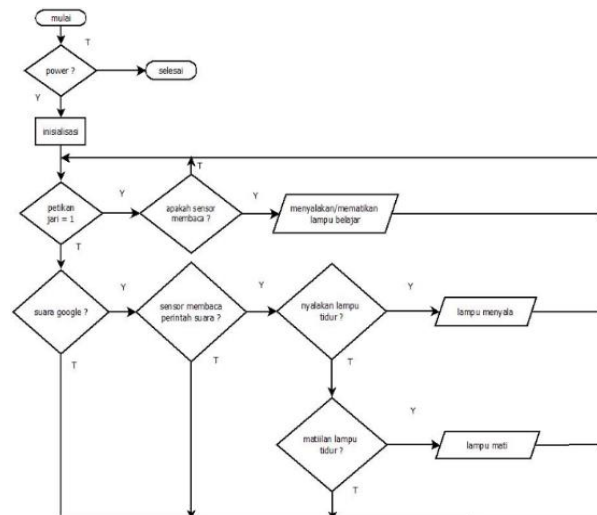 mulai
T
power ?
selesai
Y
inisialisasi
T
petikan
jari = 1
Y
apakah sensor
membaca ?
Y
menyalakan/mematikan
lampu belajar
T
suara google ?
Y
sensor membaca
perintah suara ?
Y
nyalakan lampu
tidur ?
Y
lampu menyala
T
T
T
matiilan lampu
tidur ?
Y
lampu mati
T